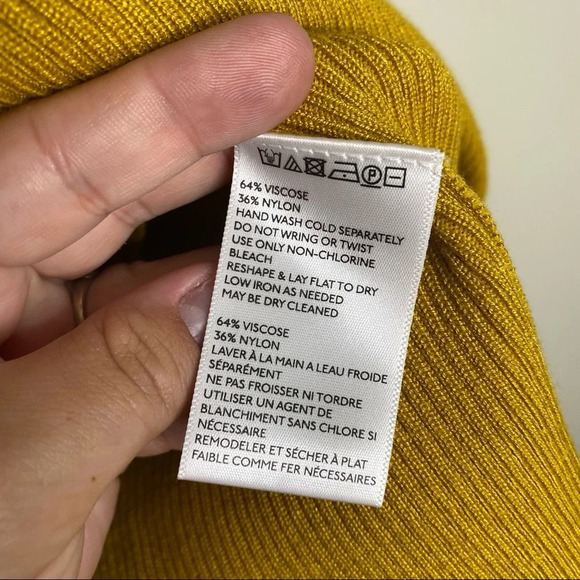 64% VISCOSE
36% NYLON
HAND WASH COLD SEPARATELY
DO NOT WRING OR TWIST
USE ONLY NON-CHLORINE
BLEACH
RESHAPE & LAY FLAT TO DRY
LOW IRON AS NEEDED
MAY BE DRY CLEANED
64% VISCOSE
36% NYLON
LAVER À LA MAIN A LEAU FROIDE
SÉPARÉMENT
NE PAS FROISSER NI TORDRE
UTILISER UN AGENT DE
BLANCHIMENT SANS CHLORE SI
NÉCESSAIRE
REMODELER ET SÉCHER À PLAT
FAIBLE COMME FER NÉCESSAIRES